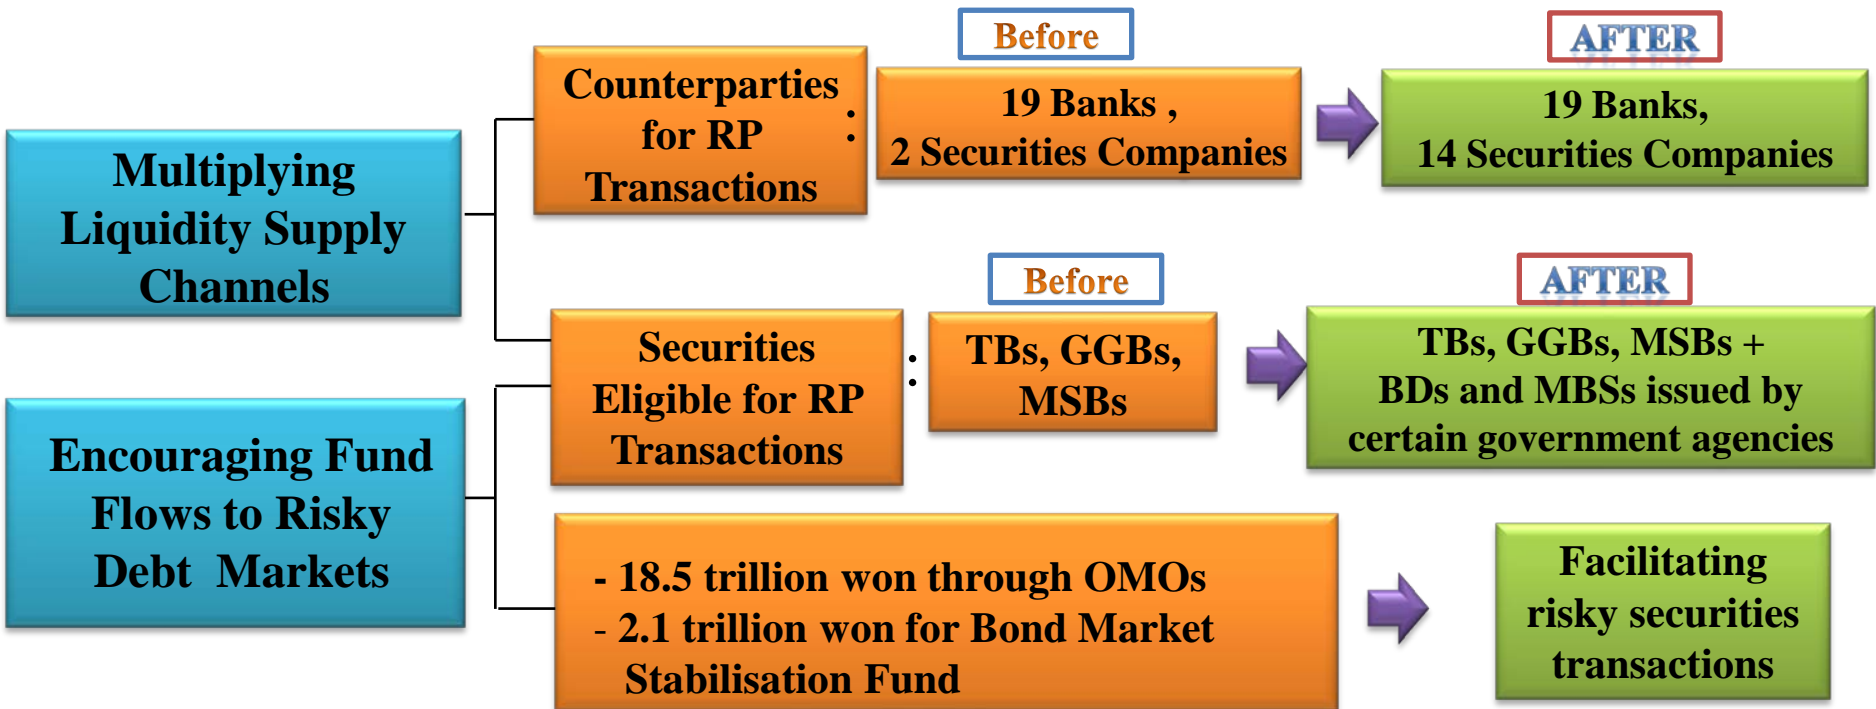 Multiplying
Liquidity Supply
Channels
Counterparties
for RP
Transactions
:
Before
19 Banks ,
2 Securities Companies
AFTER
19 Banks,
14 Securities Companies
Securities
Eligible for RP
Transactions
:
Before
TBs, GGBs,
MSBs
AFTER
TBs, GGBs, MSBs +
BDs and MBSs issued by
certain government agencies
Encouraging Fund
Flows to Risky
Debt Markets
- 18.5 trillion won through OMOs
- 2.1 trillion won for Bond Market
Stabilisation Fund
Facilitating
risky securities
transactions